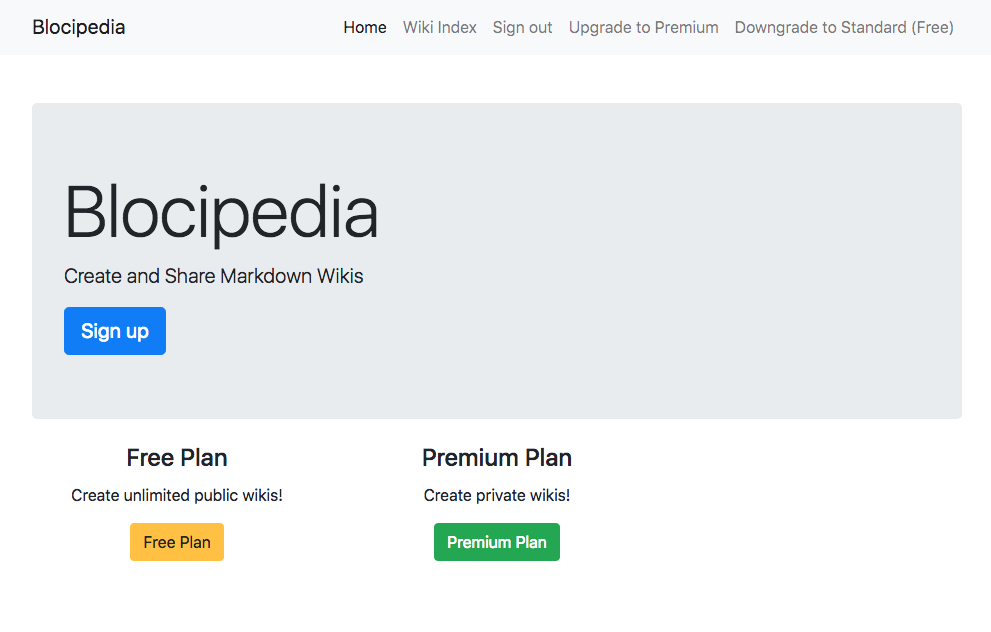 Blocipedia Home Wiki Index Sign out Upgrade to Premium Downgrade to Standard (Free)
Blocipedia
Create and Share Markdown Wikis
Sign up
Free Plan Premium Plan
Create unlimited public wikis! Create private wikis!
Free Plan Premium Plan